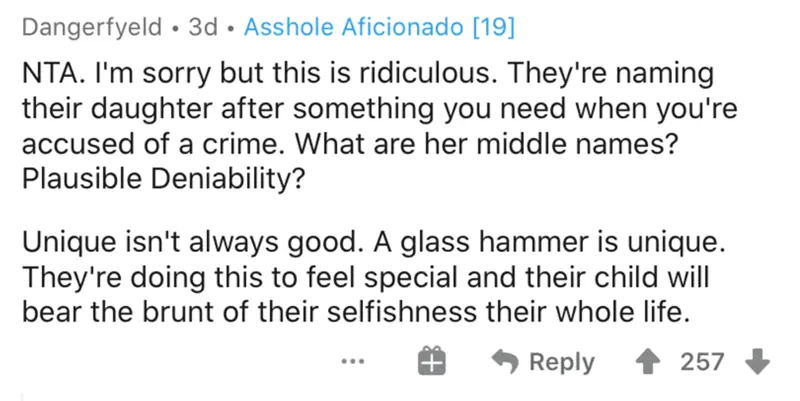 Dangerfyeld • 3d • Asshole Aficionado [19]
NTA. I'm sorry but this is ridiculous. They're naming
their daughter after something you need when you're
accused of a crime. What are her middle names?
Plausible Deniability?
Unique isn't always good. A glass hammer is unique.
They're doing this to feel special and their child will
bear the brunt of their selfishness their whole life.
... Reply 257